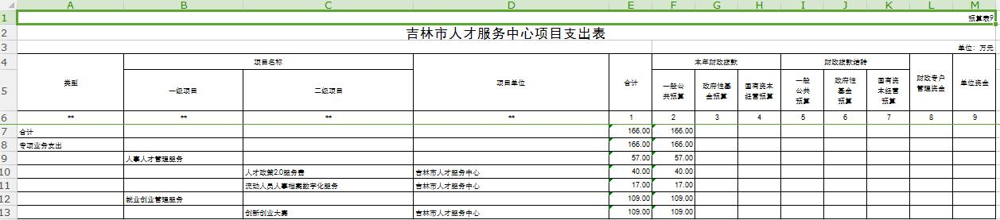 A B C D E F G H I J K L M
1 预算表9
2 吉林市人才服务中心项目支出表
3 单位：万元
4 类型 项目名称 项目单位 合计 本年财政拨款 财政拨款结转 财政专户管理资金 单位资金
5 一级项目 二级项目 一般公共预算 政府性基金预算 国有资本经营预算 一般公共预算 政府性基金预算 国有资本经营预算
6 ** ** ** ** 1 2 3 4 5 6 7 8 9
7 合计 166.00 166.00
8 专项业务支出 166.00 166.00
9 人事人才管理服务 57.00 57.00
10 人才政策2.0服务费 吉林市人才服务中心 40.00 40.00
11 流动人员人事档案数字化服务 吉林市人才服务中心 17.00 17.00
12 就业创业管理服务 109.00 109.00
13 创新创业大赛 吉林市人才服务中心 109.00 109.00